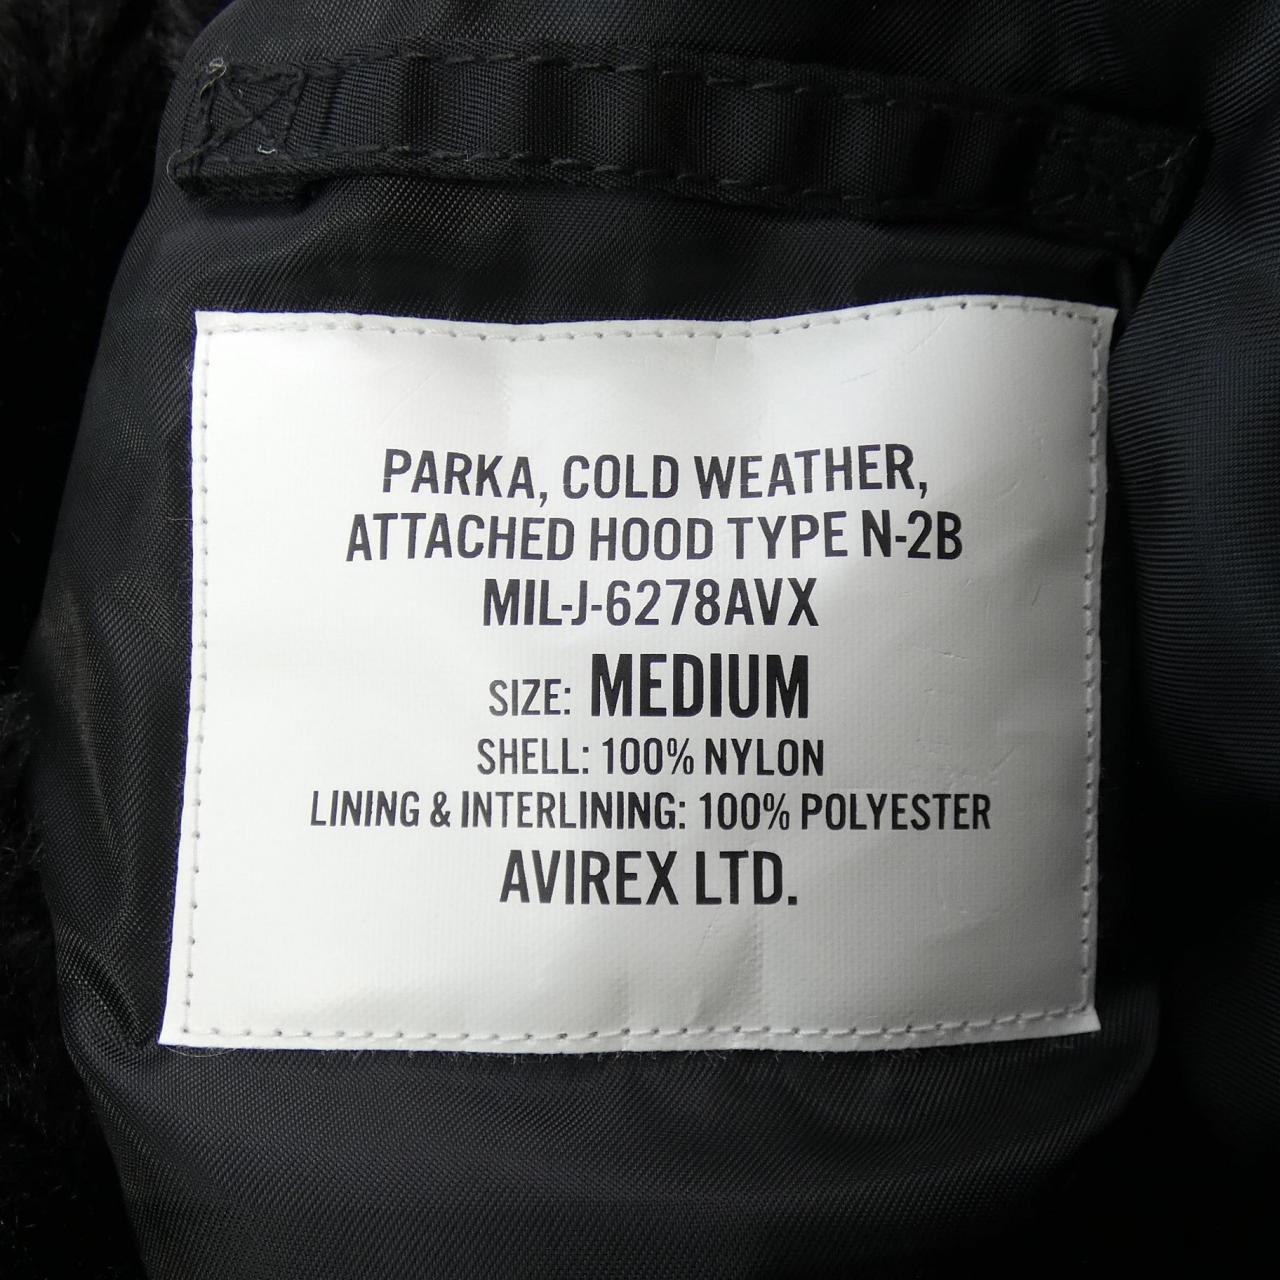 PARKA, COLD WEATHER,
ATTACHED HOOD TYPE N-2B
MIL-J-6278AVX
SIZE: MEDIUM
SHELL: 100% NYLON
LINING & INTERLINING: 100% POLYESTER
AVIREX LTD.